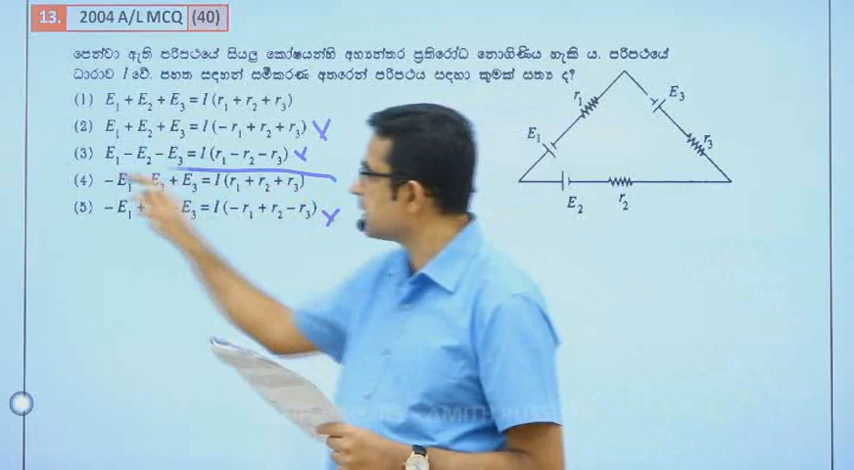 13. 2004 A/L MCQ (40)
පෙන්වා ඇති පරිපථයේ සියලු කෝෂයන්හි අභ්‍යන්තර ප්‍රතිරෝධ නොගිණිය හැකි ය. පරිපථයේ
ධාරාව I වේ. පහත සඳහන් සමීකරණ අතරෙන් පරිපථය සඳහා කුමක් සත්‍ය ද?
(1) E₁ + E₂ + E₃ = I (r₁ + r₂ + r₃)
(2) E₁ + E₂ + E₃ = I (−r₁ + r₂ + r₃)
(3) E₁ − E₂ − E₃ = I (r₁ − r₂ − r₃)
(4) − E₁ E₂ + E₃ = I (r₁ + r₂ + r₃)
(5) − E₁ + E₃ = I (−r₁ + r₂ − r₃)
r₁
E₃
E₁
r₃
E₂
r₂